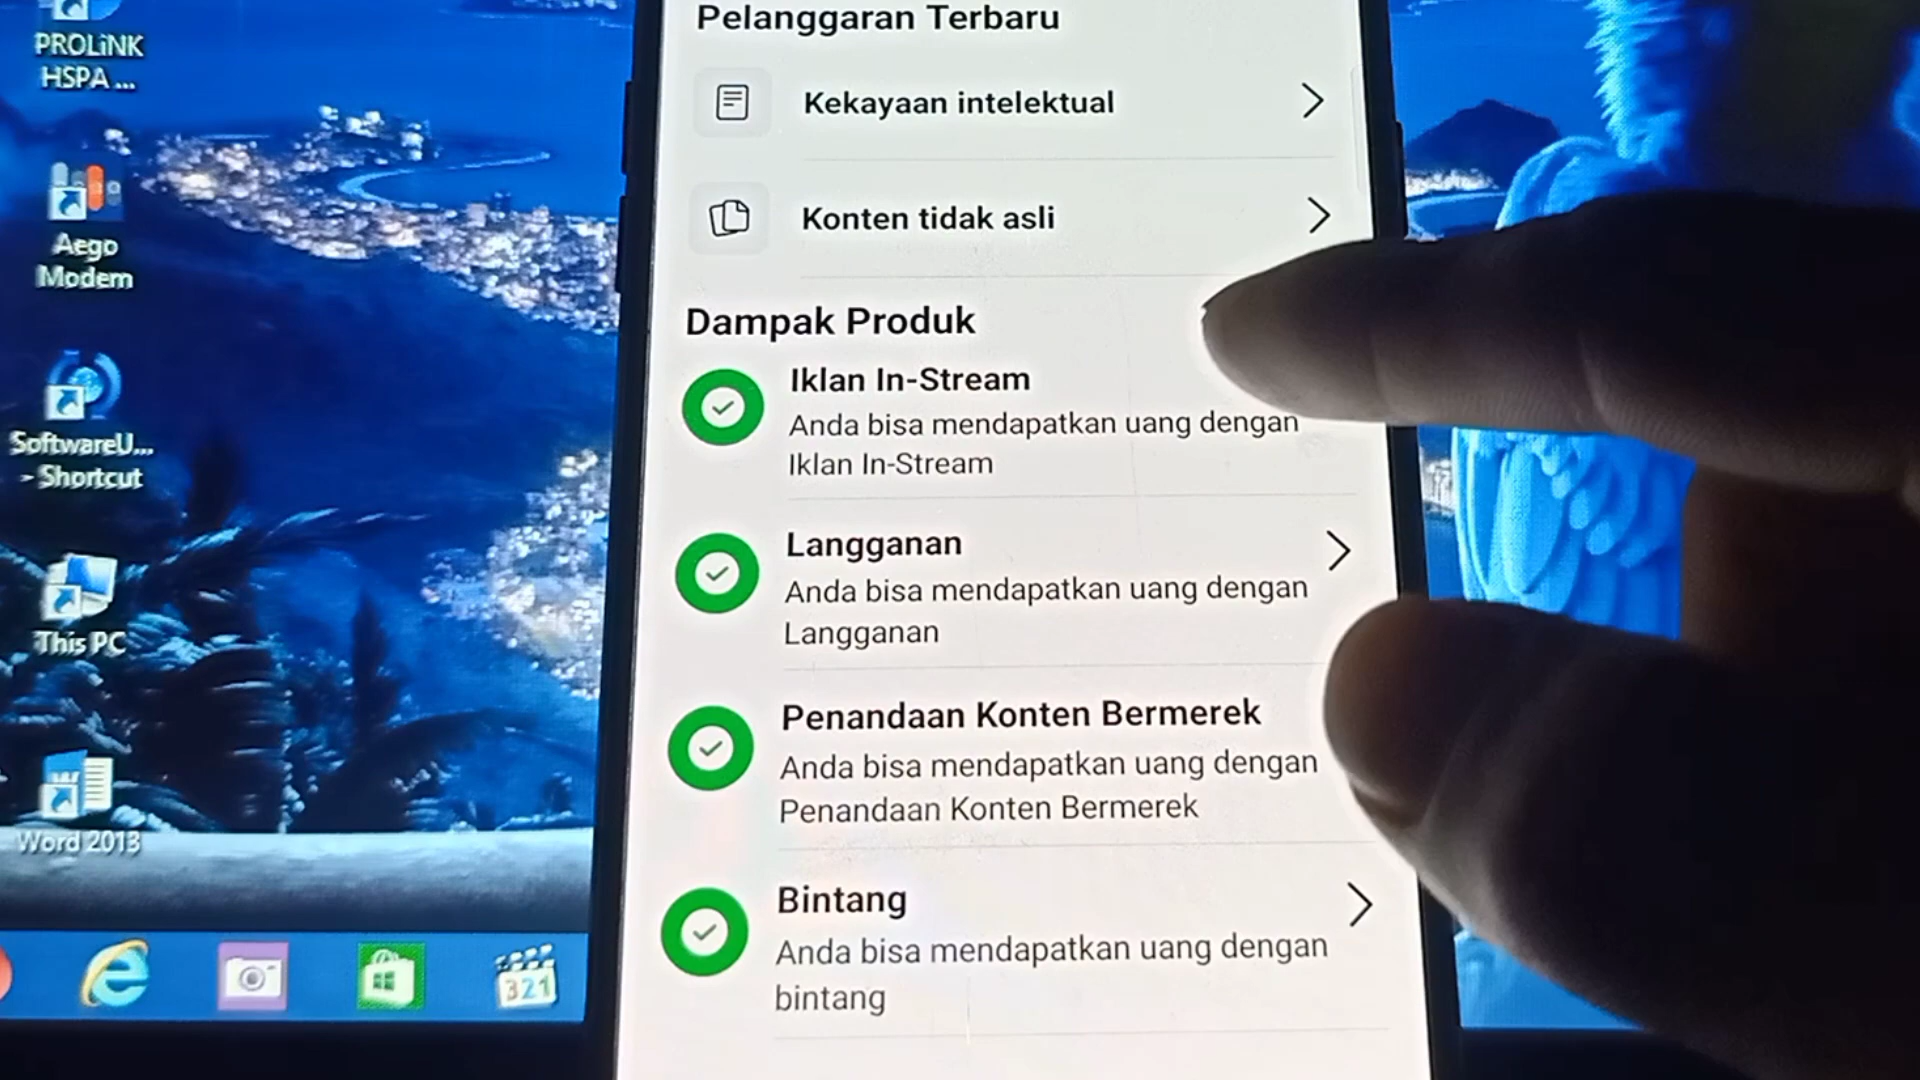 PROLiNK
HSPA ...
Aego
Modem
SoftwareU...
- Shortcut
This PC
Word 2013
321
Pelanggaran Terbaru
Kekayaan intelektual
Konten tidak asli
Dampak Produk
Iklan In-Stream
Anda bisa mendapatkan uang dengan
Iklan In-Stream
Langganan
Anda bisa mendapatkan uang dengan
Langganan
Penandaan Konten Bermerek
Anda bisa mendapatkan uang dengan
Penandaan Konten Bermerek
Bintang
Anda bisa mendapatkan uang dengan
bintang